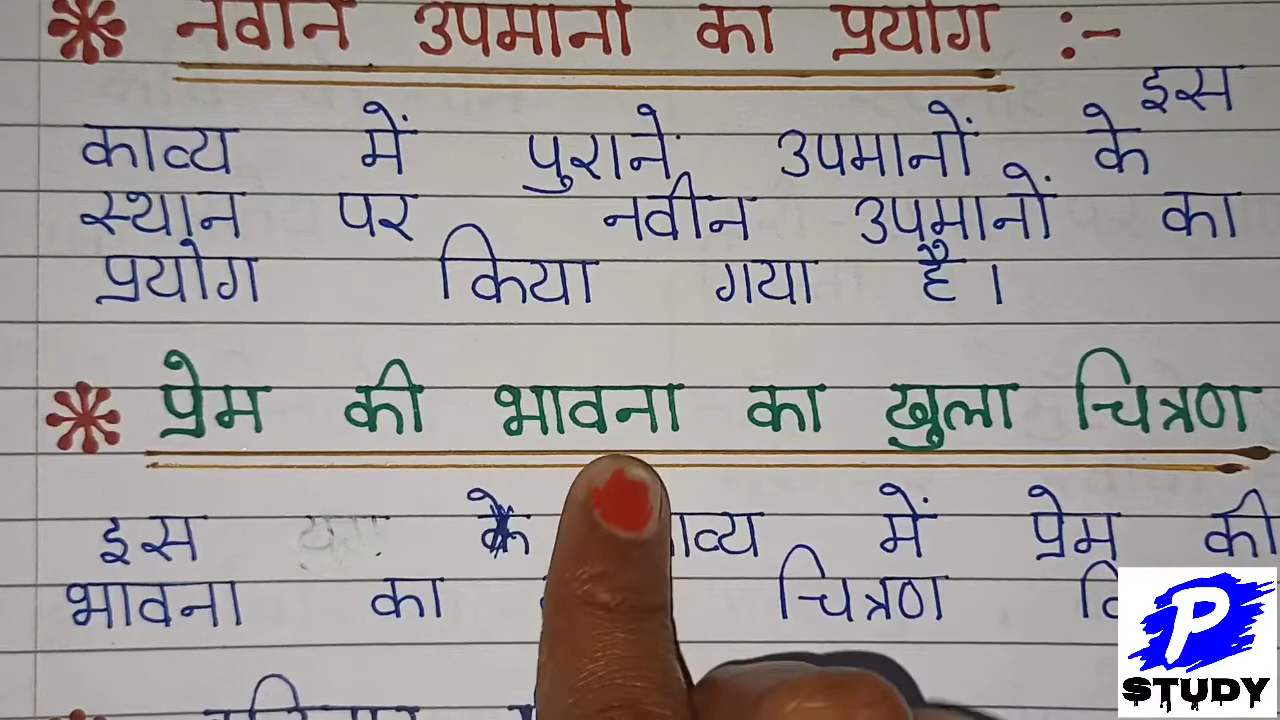 नवीन उपमानों का प्रयोग :-
इस
काव्य में पुराने उपमानों के
स्थान पर नवीन उपमानों का
प्रयोग किया गया है।
प्रेम की भावना का खुला चित्रण
इस युग के काव्य में प्रेम की
भावना का चित्रण
P
STUDY